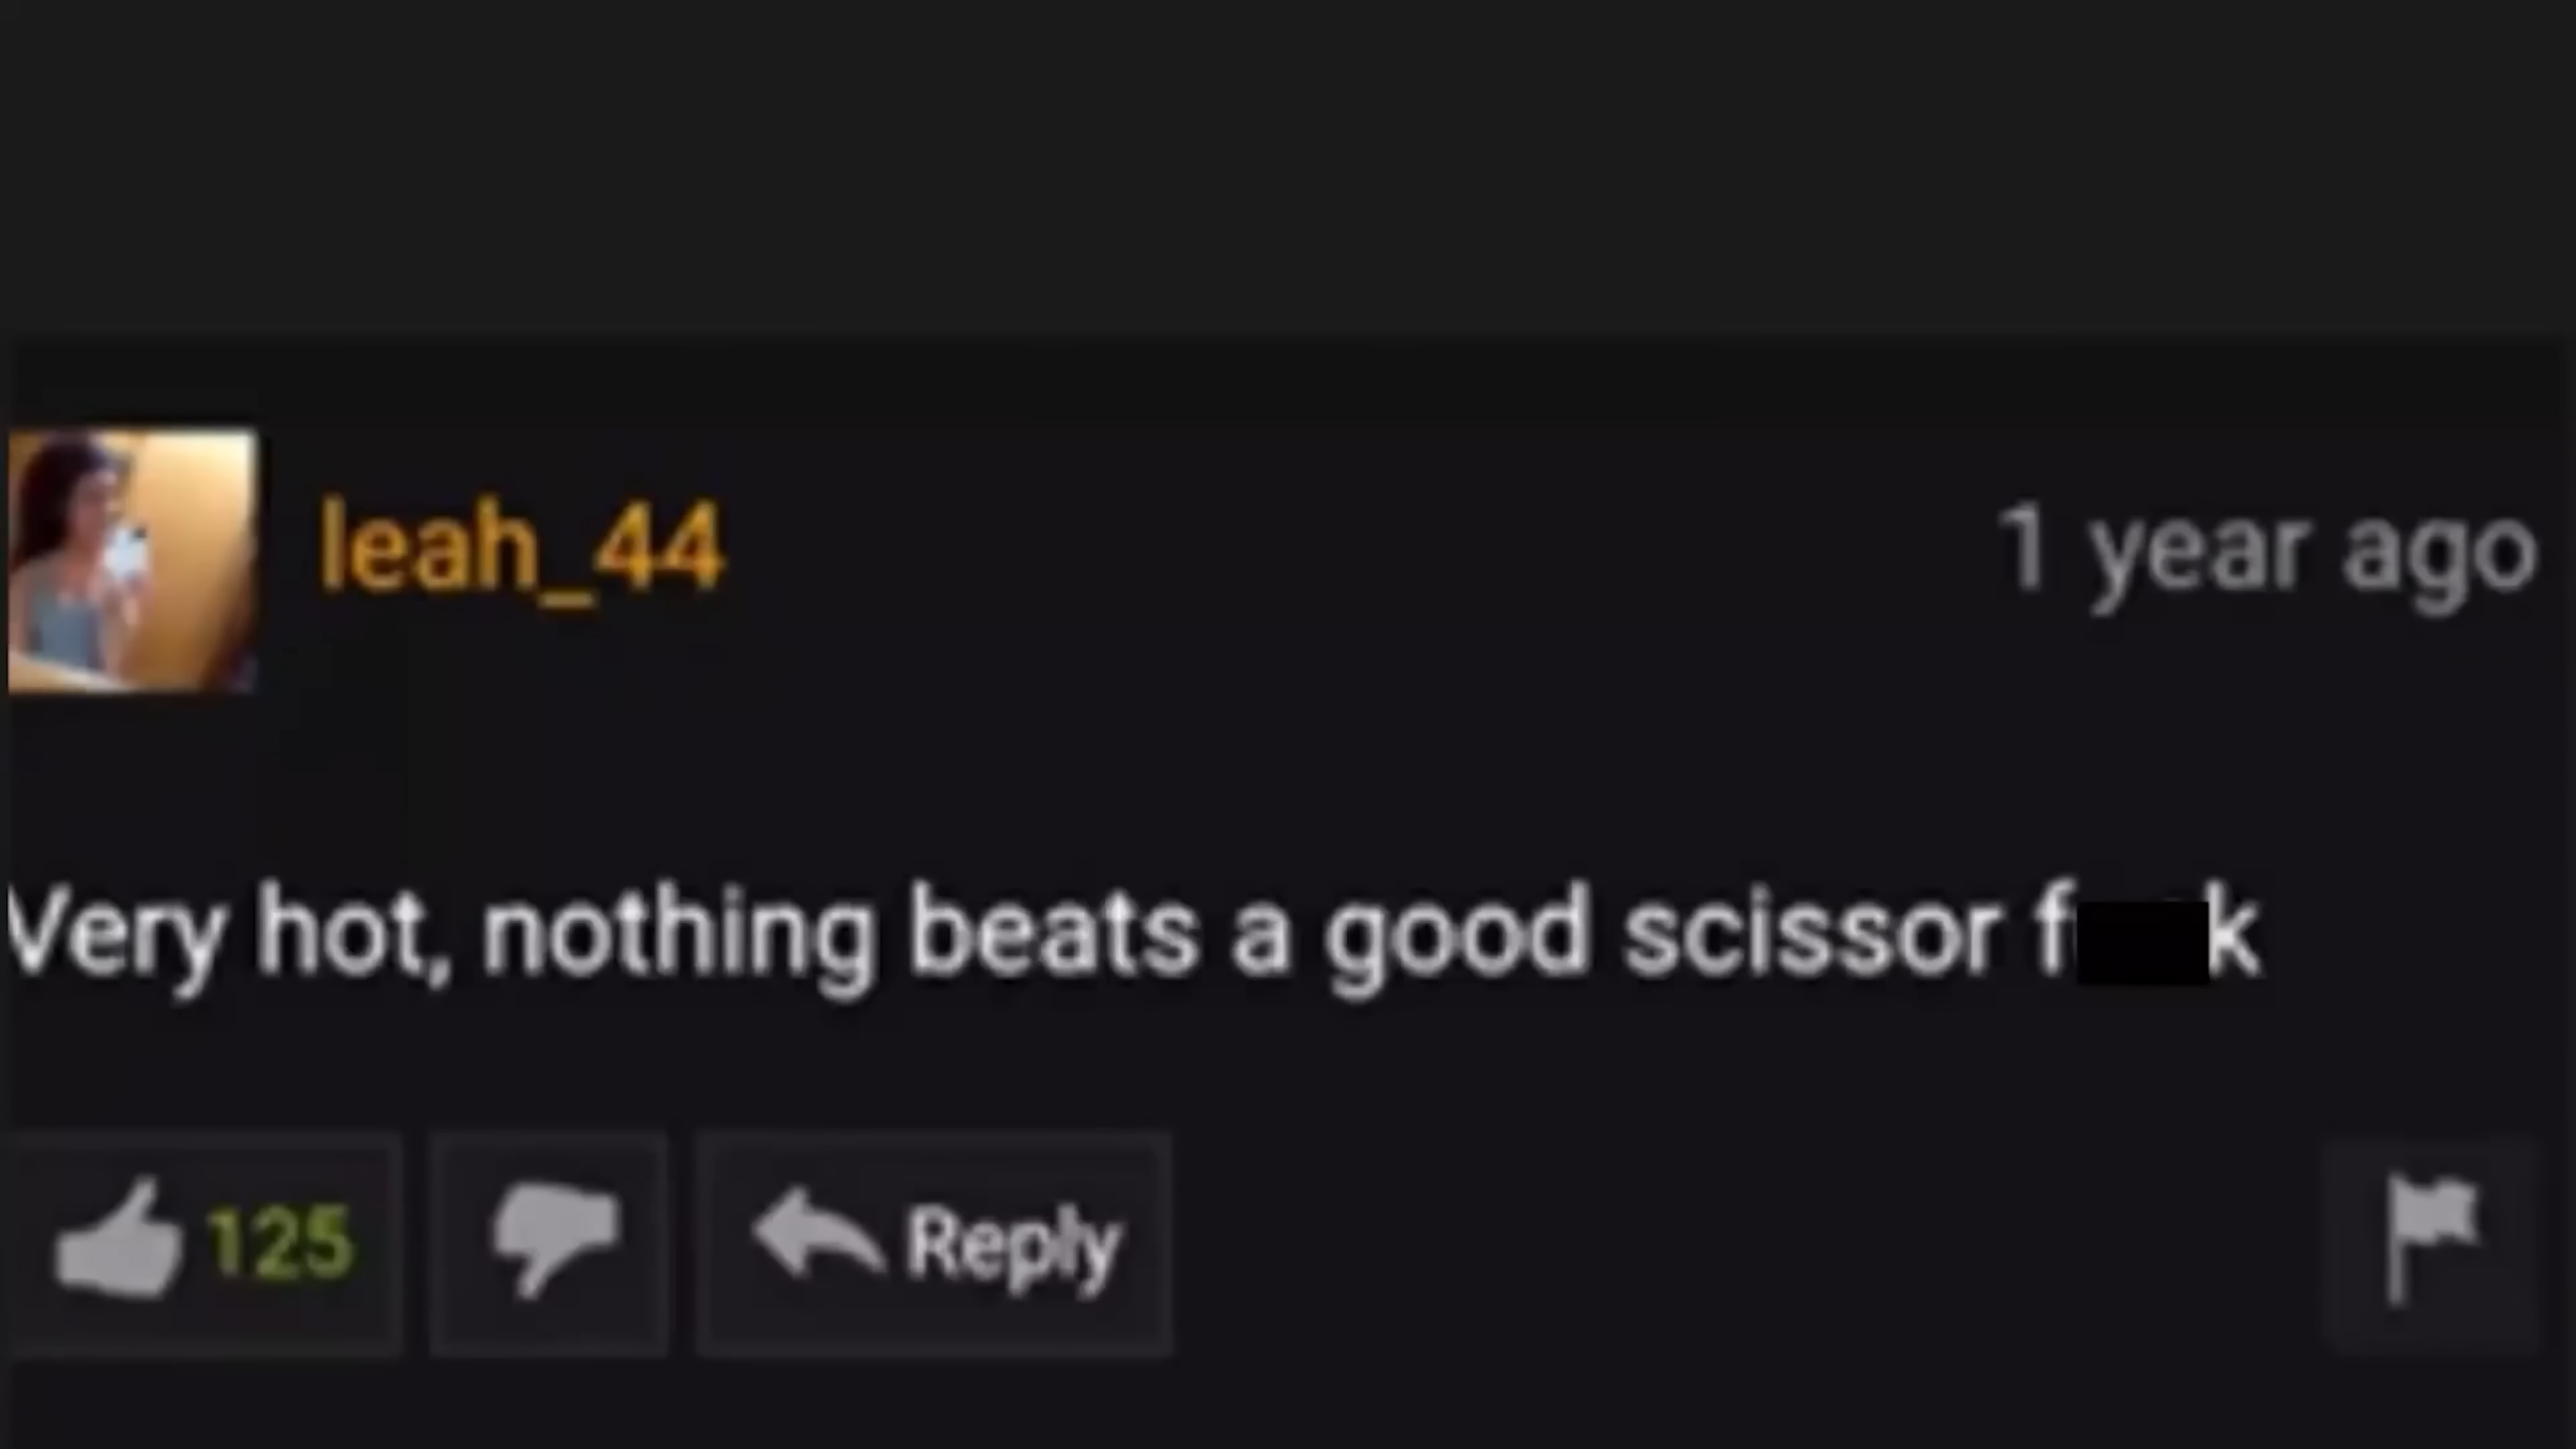 leah_44
1 year ago
Very hot, nothing beats a good scissor f k
125
Reply